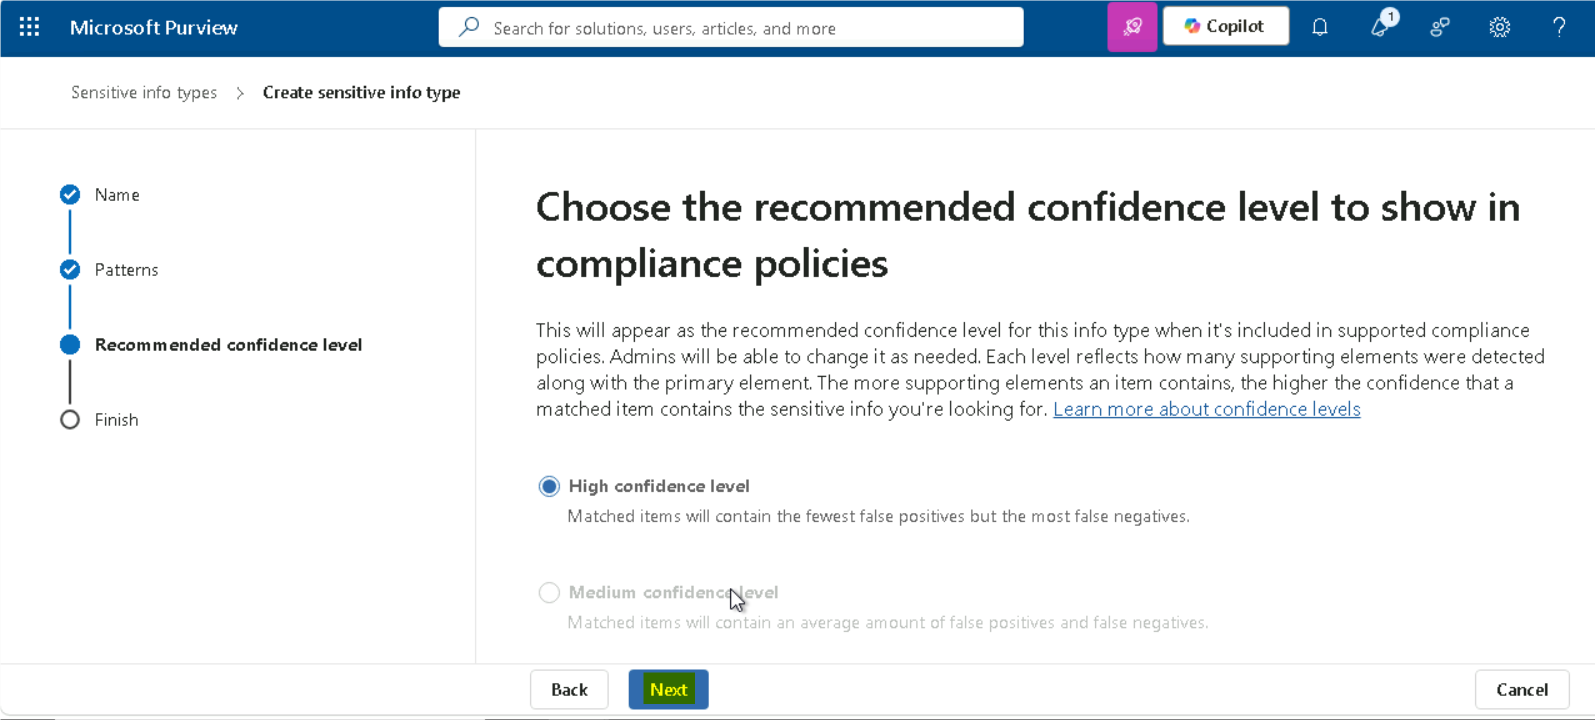 Microsoft Purview
Search for solutions, users, articles, and more
Copilot
1
?
Sensitive info types > Create sensitive info type
Name
Patterns
Recommended confidence level
Finish
Choose the recommended confidence level to show in
compliance policies
This will appear as the recommended confidence level for this info type when it's included in supported compliance
policies. Admins will be able to change it as needed. Each level reflects how many supporting elements were detected
along with the primary element. The more supporting elements an item contains, the higher the confidence that a
matched item contains the sensitive info you're looking for. Learn more about confidence levels
High confidence level
Matched items will contain the fewest false positives but the most false negatives.
Medium confidence level
Matched items will contain an average amount of false positives and false negatives.
Back
Next
Cancel